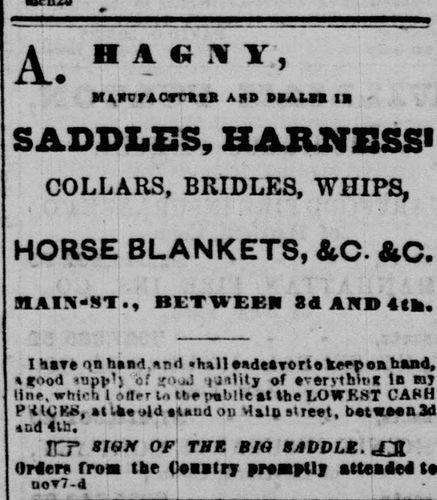 A. HAGNY,
MANUFACTURER AND DEALER IN
SADDLES, HARNESS'
COLLARS, BRIDLES, WHIPS,
HORSE BLANKETS, &C. &C.
MAIN-ST., BETWEEN 3d AND 4th.
I have on hand, and shall endeavor to keep on hand,
a good supply of good quality of everything in my
line, which I offer to the public at the LOWEST CASH
PRICES, at the old stand on Main street, between 3d
and 4th.
☞ SIGN OF THE BIG SADDLE. ☜
Orders from the Country promptly attended to
nov7-d